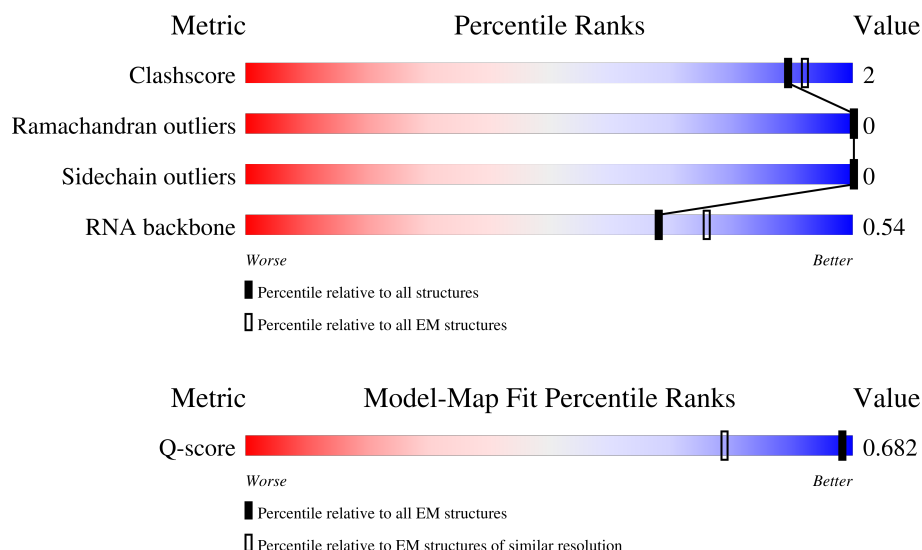 Metric Percentile Ranks Value
Clashscore 2
Ramachandran outliers 0
Sidechain outliers 0
RNA backbone 0.54
Worse Better
Percentile relative to all structures
Percentile relative to all EM structures
Metric Model-Map Fit Percentile Ranks Value
Q-score 0.682
Worse Better
Percentile relative to all EM structures
Percentile relative to EM structures of similar resolution